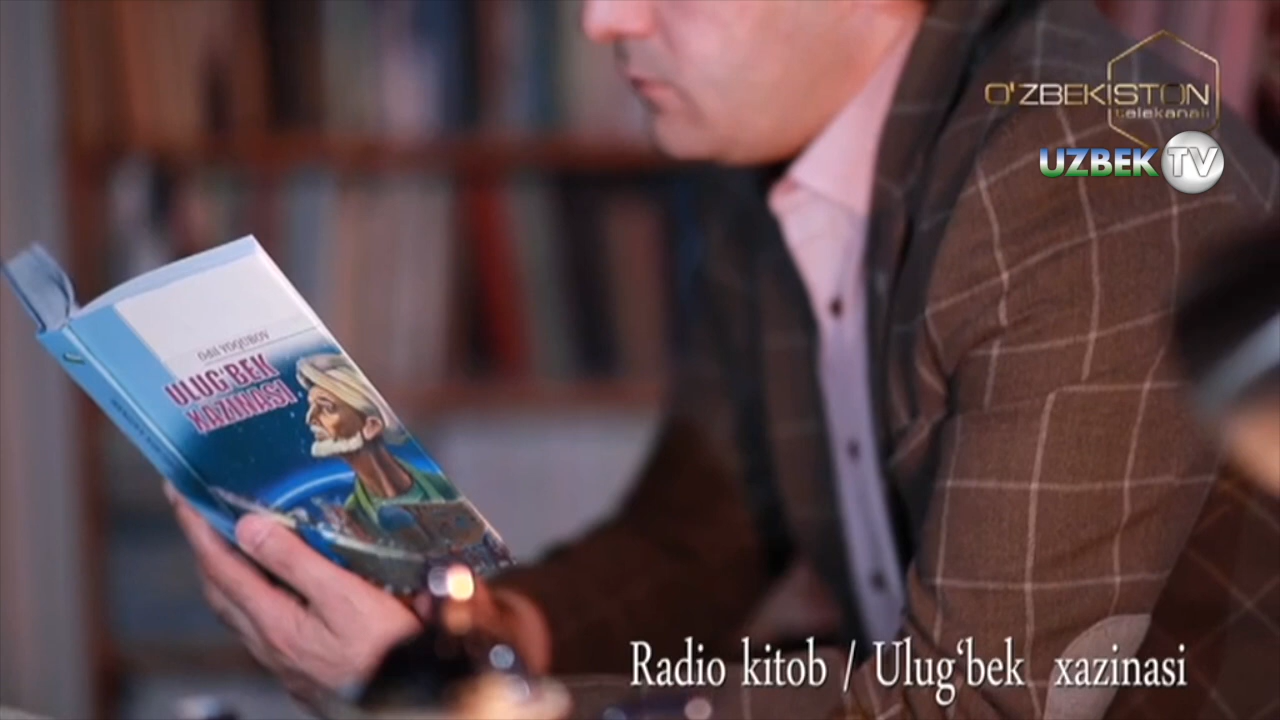 O'ZBEKISTON
telekanali
UZBEK TV
Odil YOQUBOV
ULUG'BEK
XAZINASI
Radio kitob / Ulug‘bek xazinasi